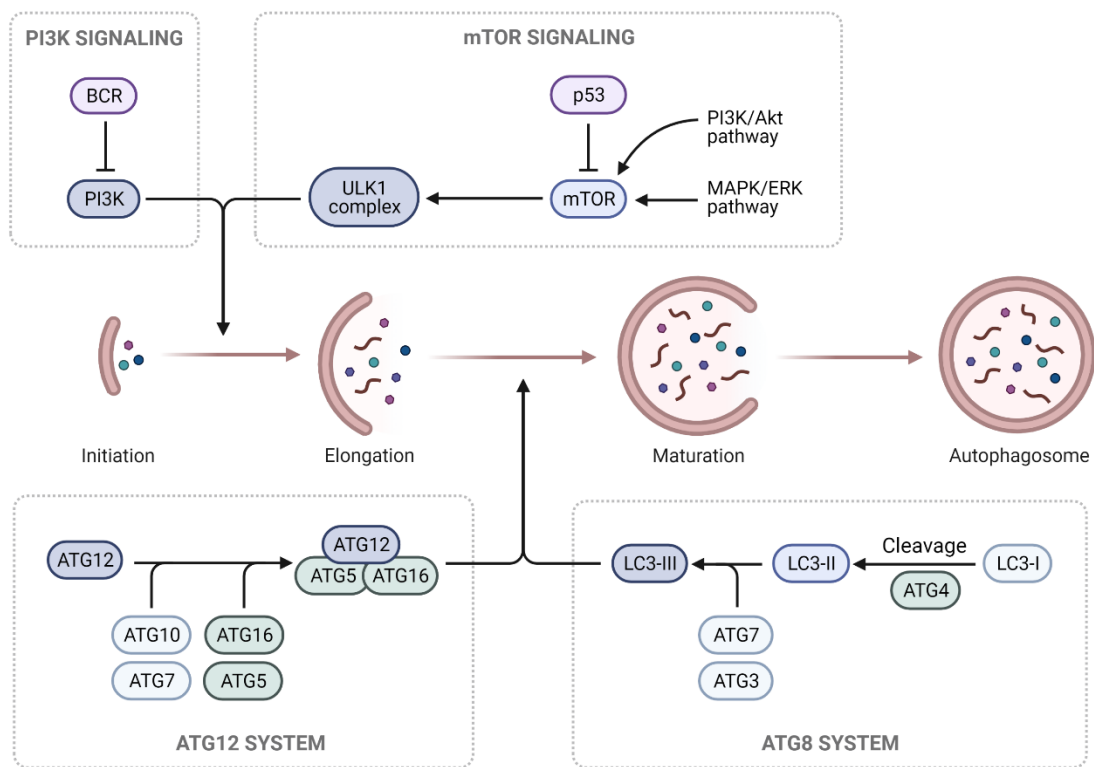 PI3K SIGNALING
BCR
PI3K
mTOR SIGNALING
p53
PI3K/Akt
pathway
ULK1
complex
mTOR
MAPK/ERK
pathway
Initiation
Elongation
Maturation
Autophagosome
ATG12
ATG10
ATG7
ATG16
ATG5
ATG12
ATG5
ATG16
ATG12 SYSTEM
LC3-III
LC3-II
Cleavage
ATG4
LC3-I
ATG7
ATG3
ATG8 SYSTEM